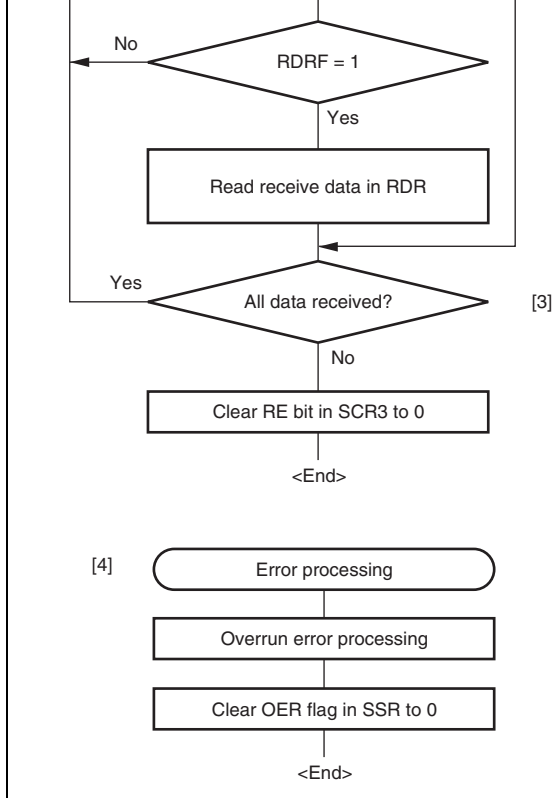 No
RDRF = 1
Yes
Read receive data in RDR
Yes
All data received?
[3]
No
Clear RE bit in SCR3 to 0
<End>
[4]
Error processing
Overrun error processing
Clear OER flag in SSR to 0
<End>